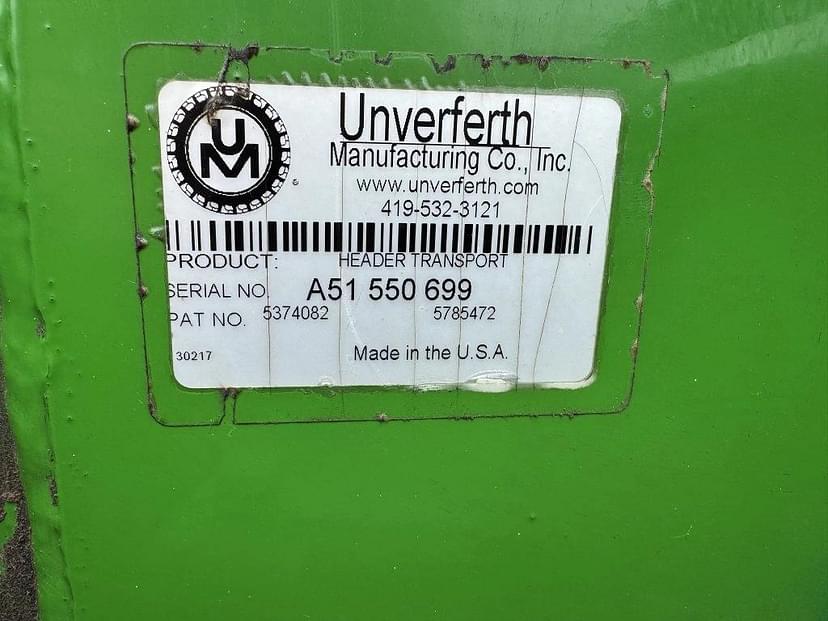 UM
Unverferth
Manufacturing Co., Inc.
www.unverferth.com
419-532-3121
PRODUCT: HEADER TRANSPORT
SERIAL NO. A51 550 699
PAT NO. 5374082 5785472
30217 Made in the U.S.A.